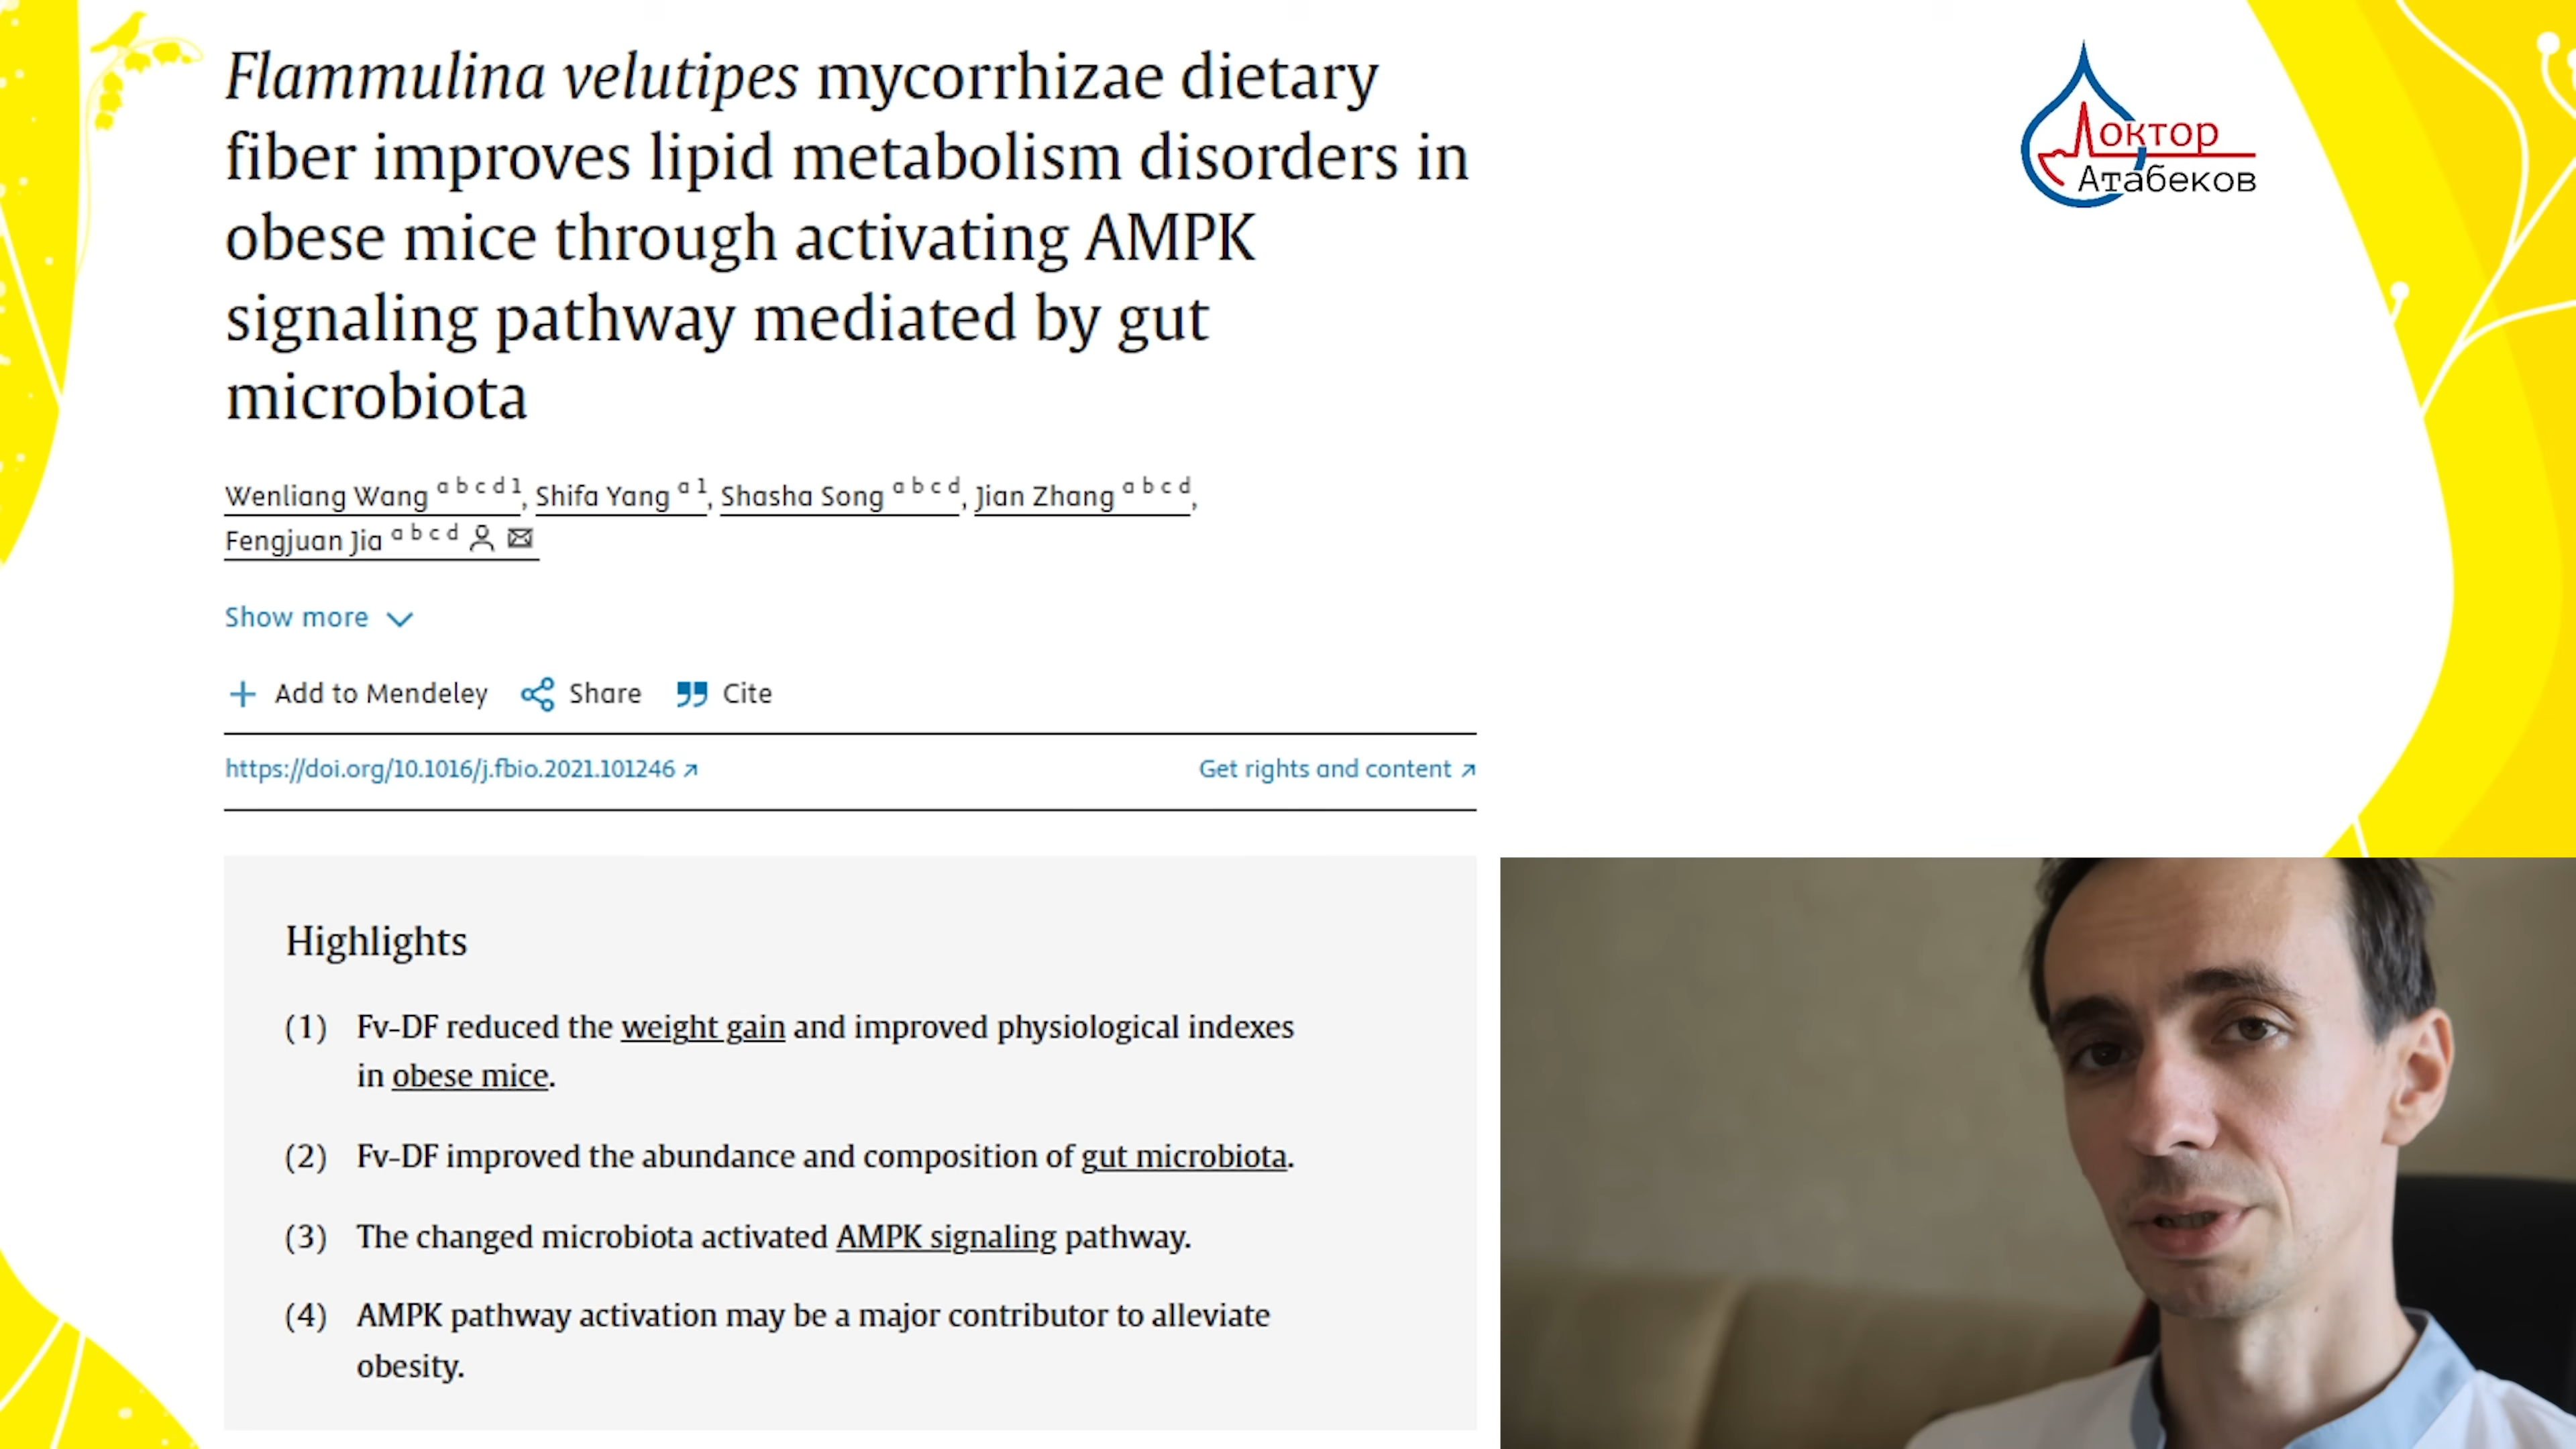 Flammulina velutipes mycorrhizae dietary
fiber improves lipid metabolism disorders in
obese mice through activating AMPK
signaling pathway mediated by gut
microbiota
Wenliang Wang a b c d 1, Shifa Yang a 1, Shasha Song a b c d, Jian Zhang a b c d,
Fengjuan Jia a b c d
Show more
Add to Mendeley Share Cite
https://doi.org/10.1016/j.fbio.2021.101246 Get rights and content
Highlights
(1) Fv-DF reduced the weight gain and improved physiological indexes
in obese mice.
(2) Fv-DF improved the abundance and composition of gut microbiota.
(3) The changed microbiota activated AMPK signaling pathway.
(4) AMPK pathway activation may be a major contributor to alleviate
obesity.
Доктор
Атабеков